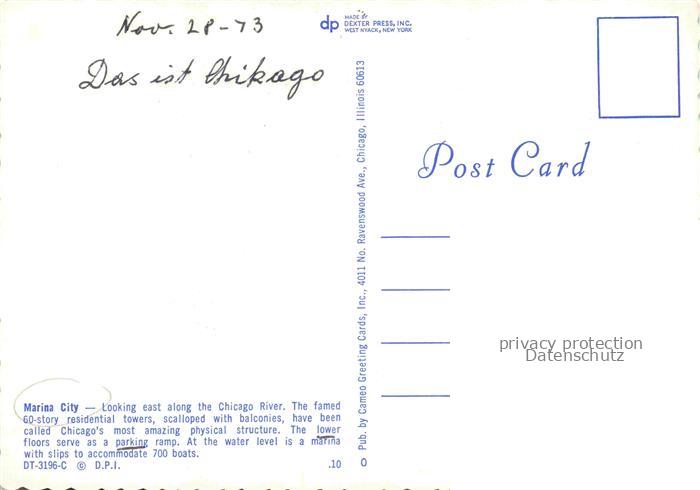 Nov. 28-73
Das ist Chikago
dp MADE BY
DEXTER PRESS, INC.
WEST NYACK, NEW YORK
Post Card
Pub. by Cameo Greeting Cards, Inc., 4011 No. Ravenswood Ave., Chicago, Illinois 60613
privacy protection
Datenschutz
Marina City — Looking east along the Chicago River. The famed
60-story residential towers, scalloped with balconies, have been
called Chicago's most amazing physical structure. The lower
floors serve as a parking ramp. At the water level is a marina
with slips to accommodate 700 boats.
DT-3196-C © D.P.I. .10 O